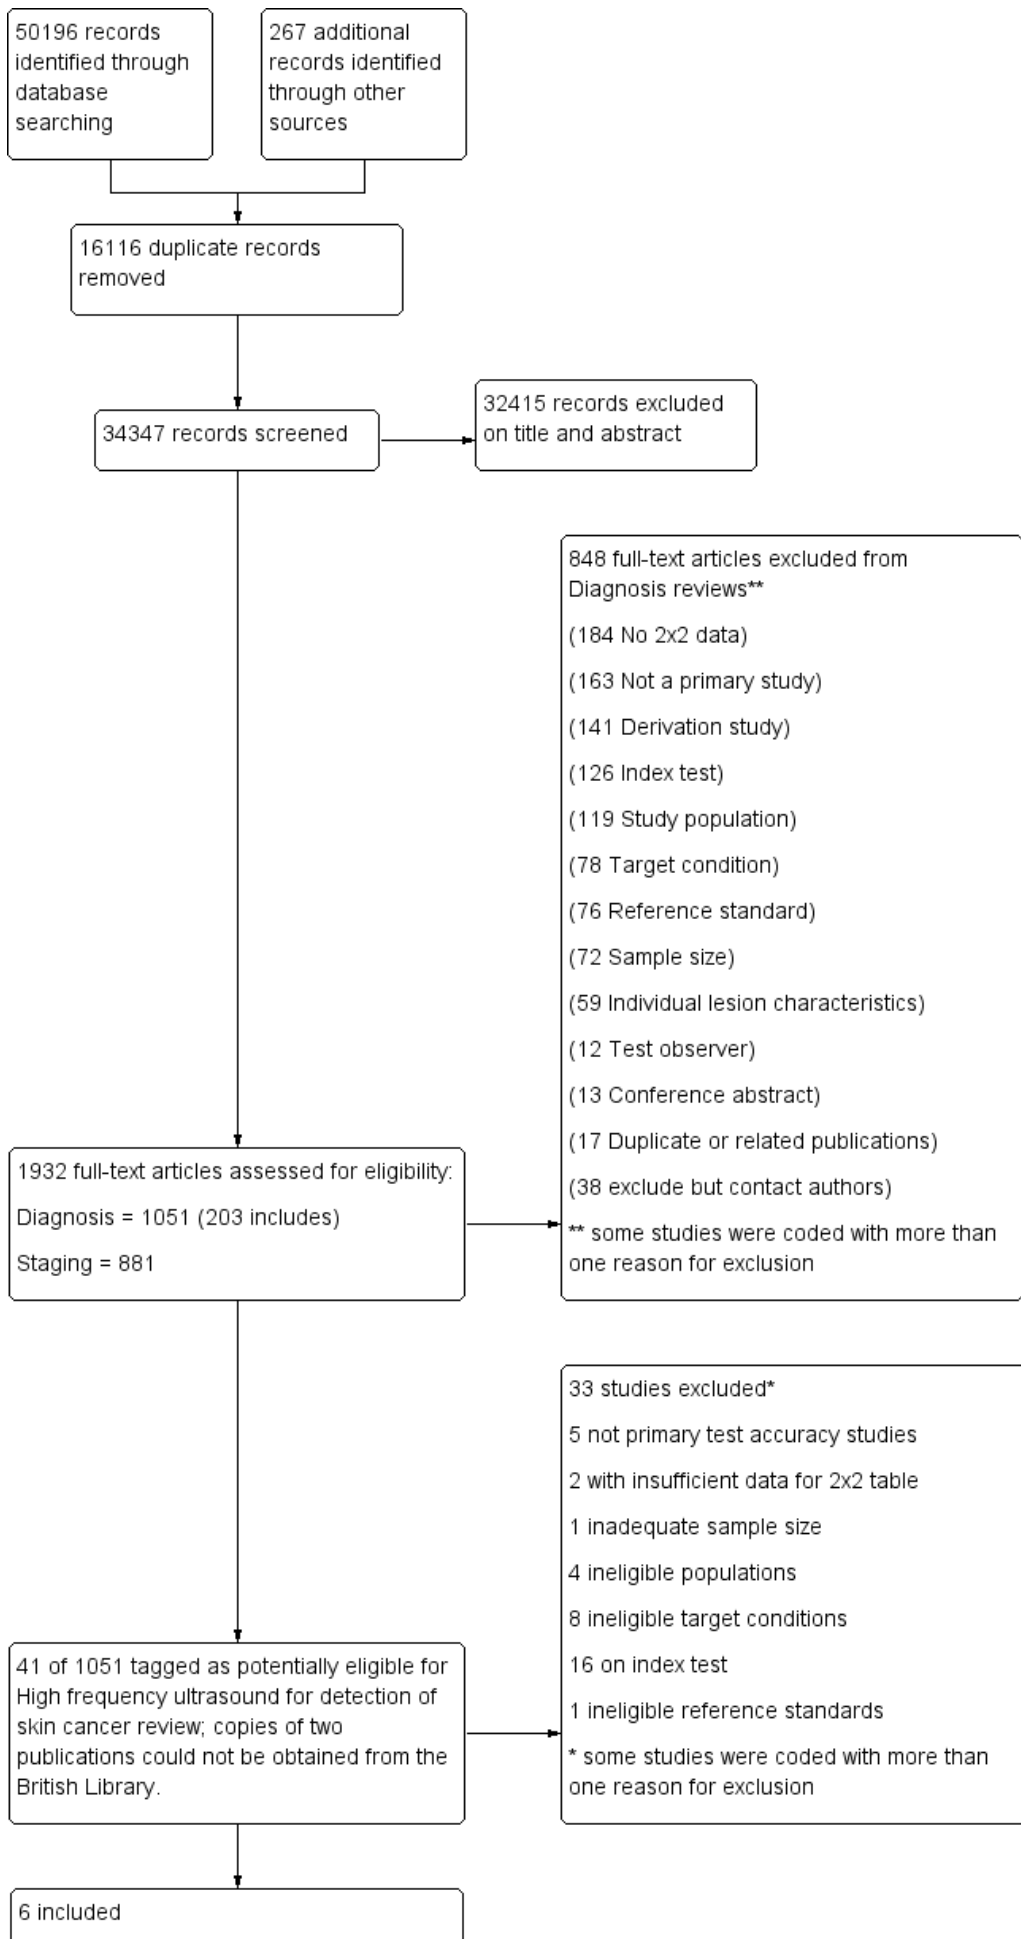 50196 records
identified through
database
searching
267 additional
records identified
through other
sources
16116 duplicate records
removed
34347 records screened
32415 records excluded
on title and abstract
848 full-text articles excluded from
Diagnosis reviews**
(184 No 2x2 data)
(163 Not a primary study)
(141 Derivation study)
(126 Index test)
(119 Study population)
(78 Target condition)
(76 Reference standard)
(72 Sample size)
(59 Individual lesion characteristics)
(12 Test observer)
(13 Conference abstract)
(17 Duplicate or related publications)
(38 exclude but contact authors)
** some studies were coded with more than
one reason for exclusion
1932 full-text articles assessed for eligibility:
Diagnosis = 1051 (203 includes)
Staging = 881
33 studies excluded*
5 not primary test accuracy studies
2 with insufficient data for 2x2 table
1 inadequate sample size
4 ineligible populations
8 ineligible target conditions
16 on index test
1 ineligible reference standards
* some studies were coded with more than
one reason for exclusion
41 of 1051 tagged as potentially eligible for
High frequency ultrasound for detection of
skin cancer review; copies of two
publications could not be obtained from the
British Library.
6 included